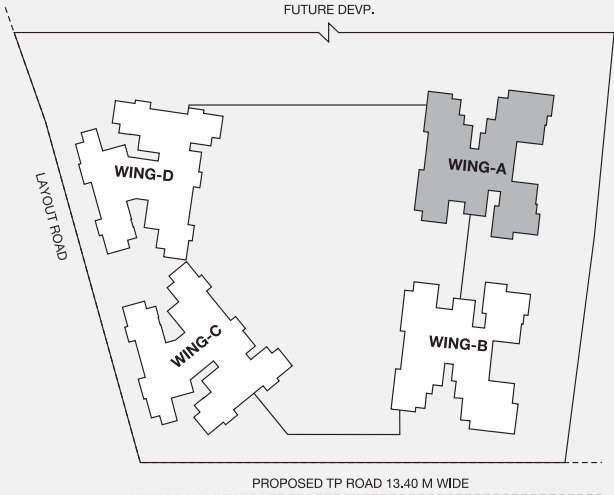 FUTURE DEVP.
WING-A
WING-D
LAYOUT ROAD
WING-C
WING-B
PROPOSED TP ROAD 13.40 M WIDE